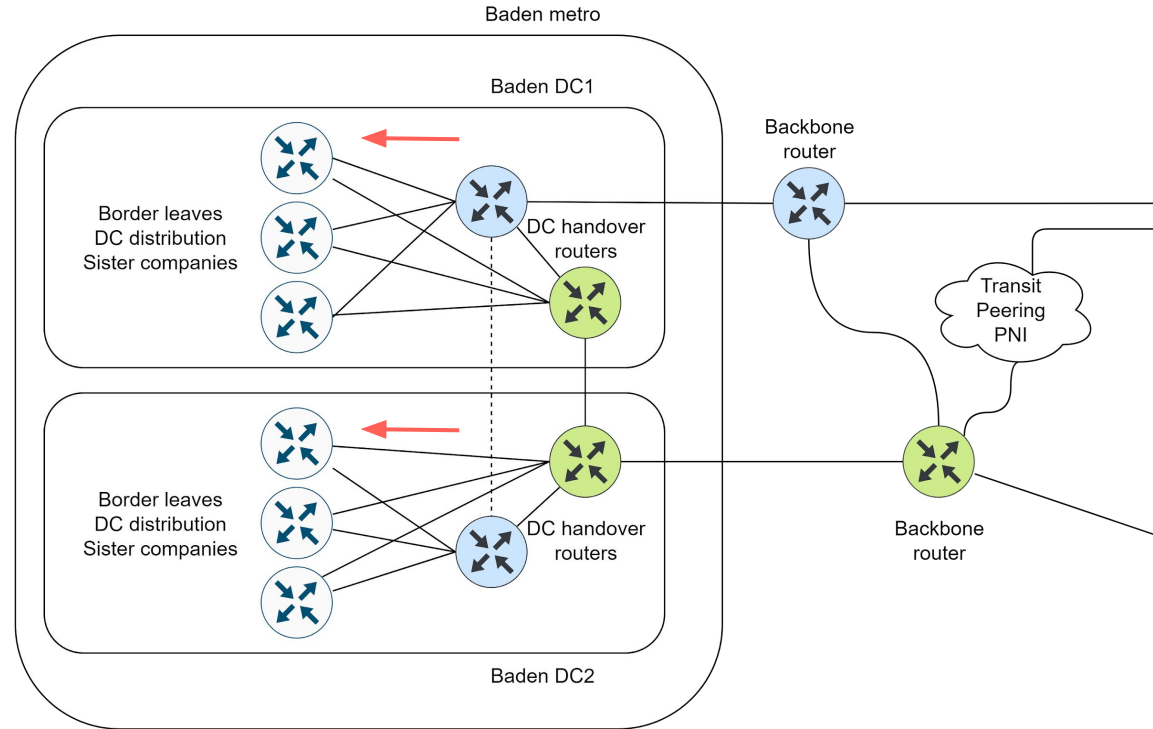 Baden metro
Baden DC1
Backbone
router
Border leaves
DC distribution
Sister companies
DC handover
routers
Transit
Peering
PNI
Border leaves
DC distribution
Sister companies
DC handover
routers
Backbone
router
Baden DC2